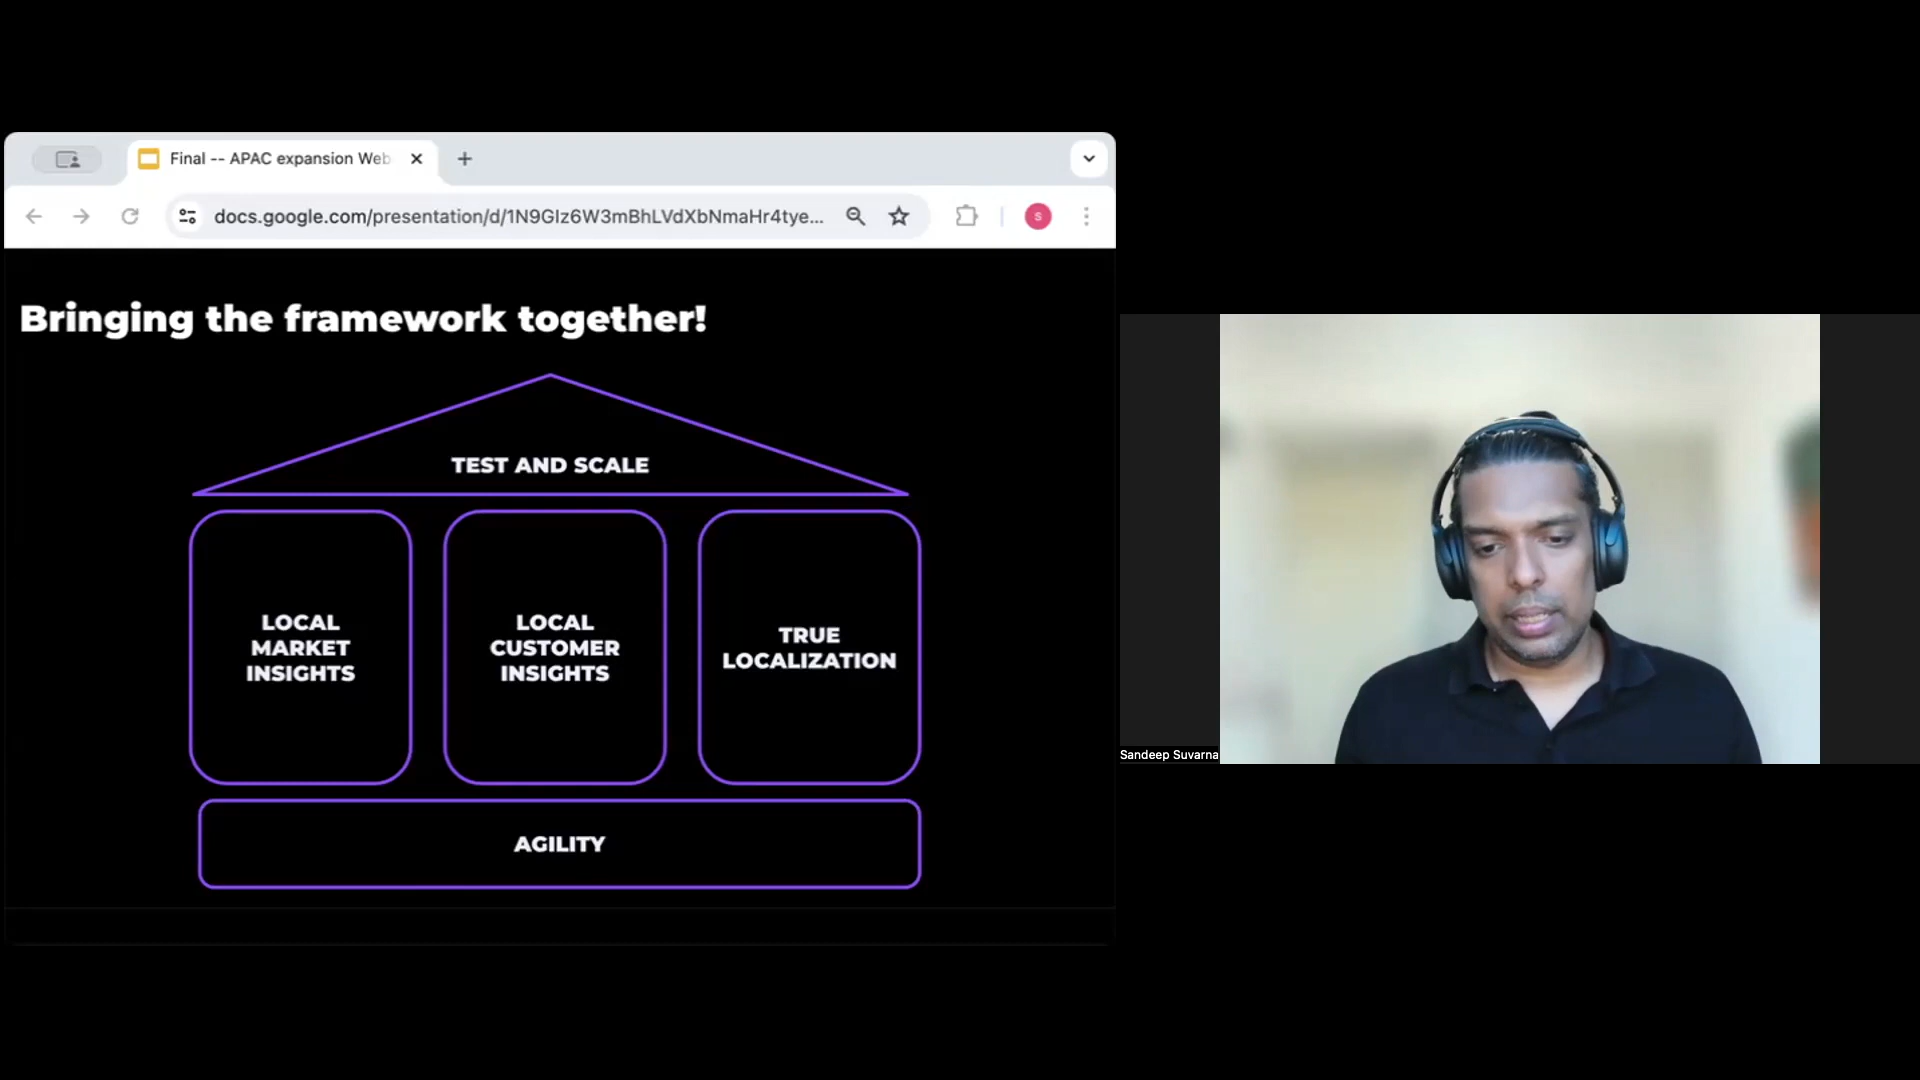 Final -- APAC expansion Web
docs.google.com/presentation/d/1N9GIz6W3mBhLVdXbNmaHr4tye...
S
Bringing the framework together!
TEST AND SCALE
LOCAL
MARKET
INSIGHTS
LOCAL
CUSTOMER
INSIGHTS
TRUE
LOCALIZATION
AGILITY
Sandeep Suvarna